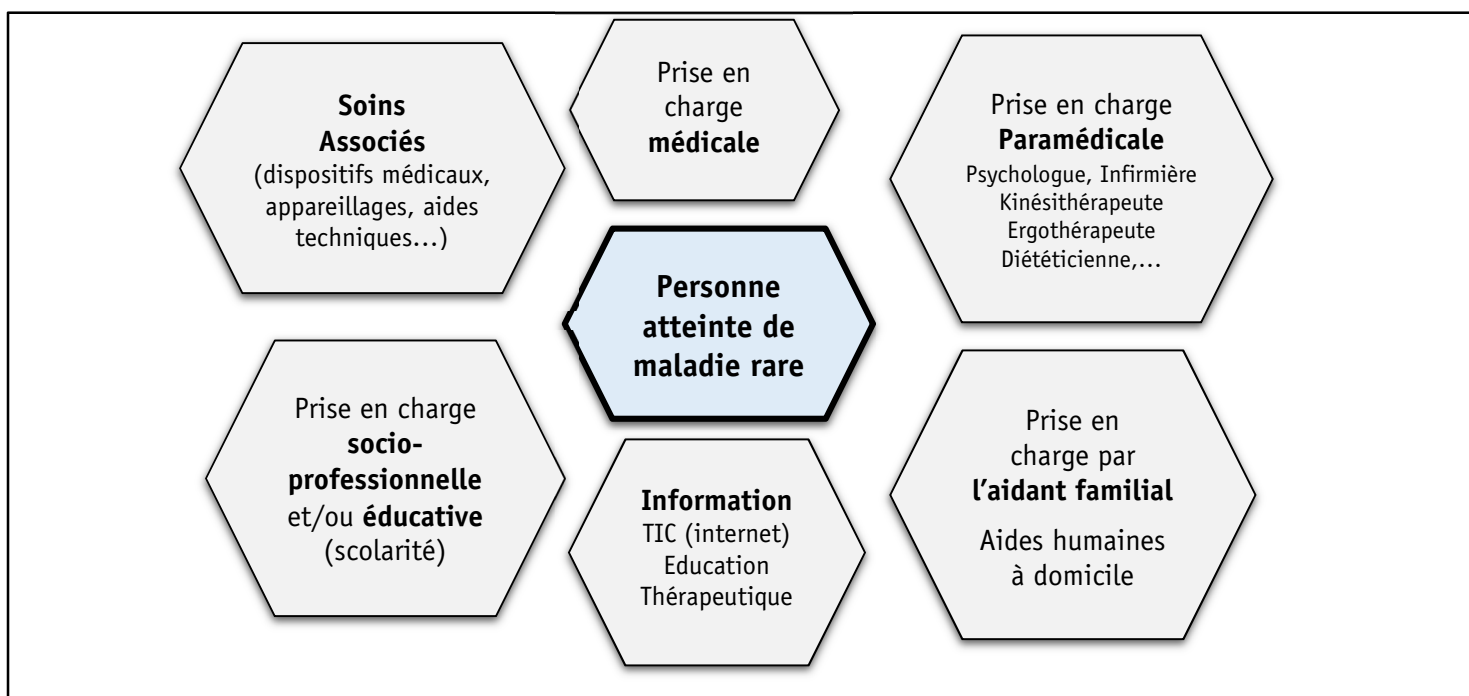 Soins
Associés
(dispositifs médicaux,
appareillages, aides
techniques…)
Prise en
charge
médicale
Prise en charge
Paramédicale
Psychologue, Infirmière
Kinésithérapeute
Ergothérapeute
Diététicienne,…
Personne
atteinte de
maladie rare
Prise en charge
socio-
professionnelle
et/ou éducative
(scolarité)
Information
TIC (internet)
Education
Thérapeutique
Prise en
charge par
l’aidant familial
Aides humaines
à domicile